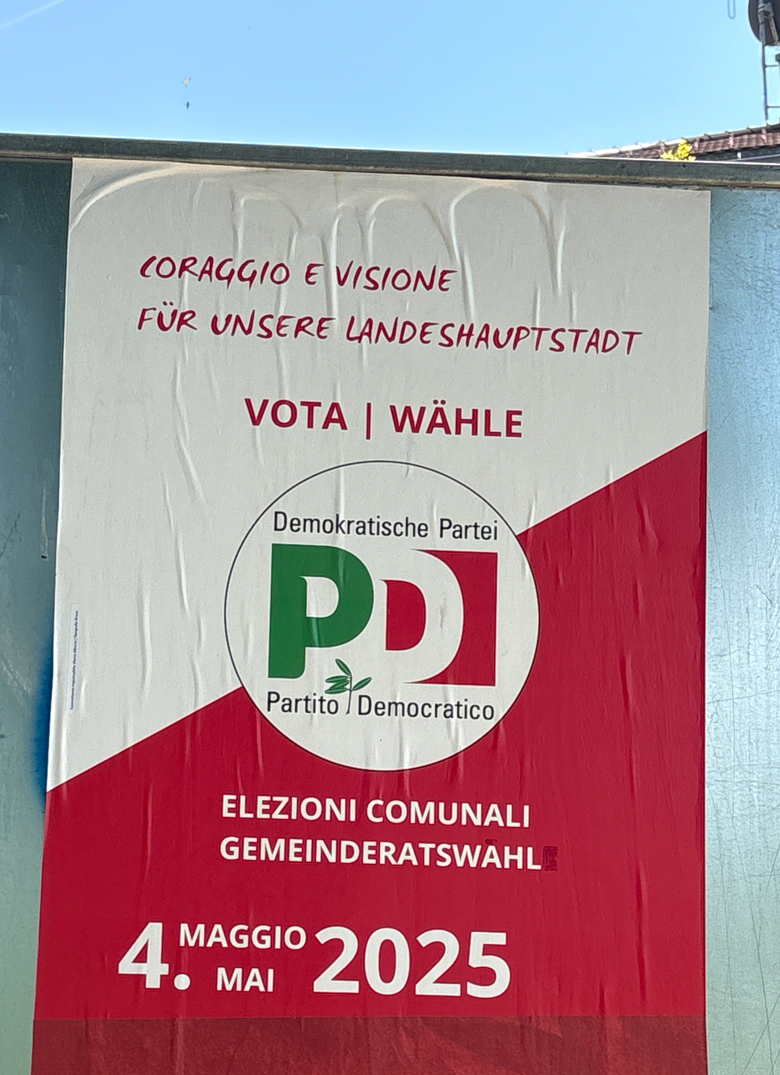 CORAGGIO E VISIONE
FÜR UNSERE LANDESHAUPTSTADT
VOTA | WÄHLE
Demokratische Partei
PD
Partito Democratico
ELEZIONI COMUNALI
GEMEINDERATSWAHL
4. MAGGIO 2025
MAI